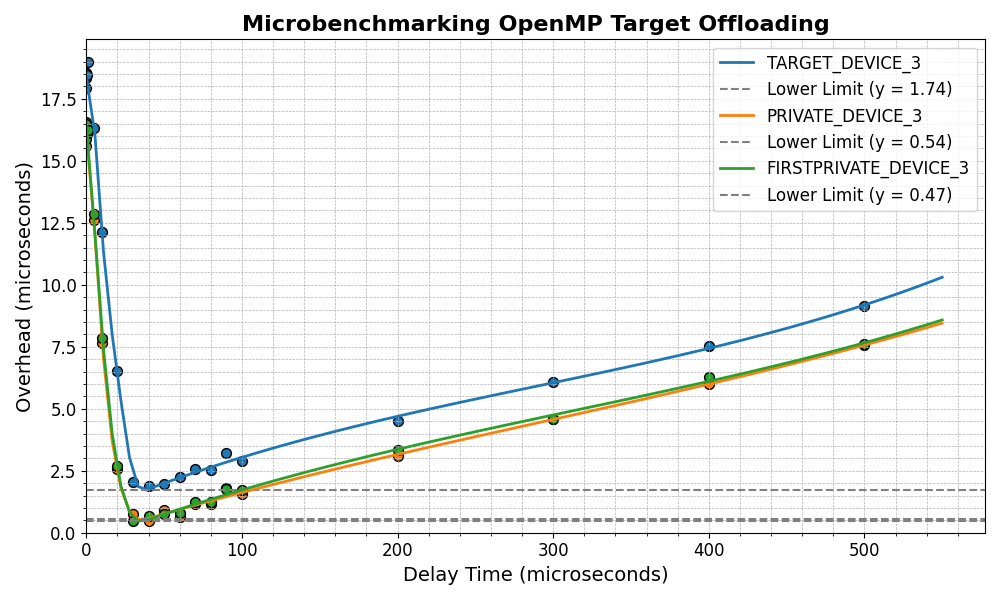 Microbenchmarking OpenMP Target Offloading
TARGET_DEVICE_3
Lower Limit (y = 1.74)
PRIVATE_DEVICE_3
Lower Limit (y = 0.54)
FIRSTPRIVATE_DEVICE_3
Lower Limit (y = 0.47)
Overhead (microseconds)
17.5
15.0
12.5
10.0
7.5
5.0
2.5
0.0
0 100 200 300 400 500
Delay Time (microseconds)